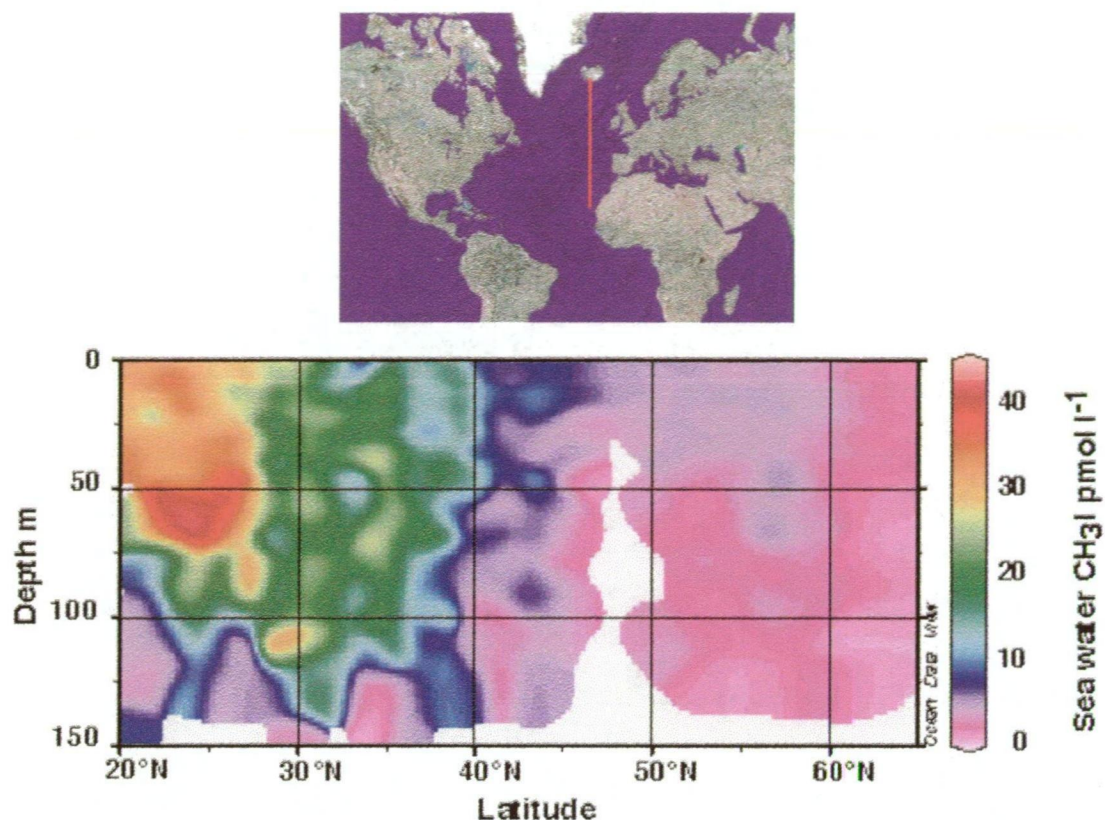 0
50
100
150
Depth m
20°N
30°N
40°N
50°N
60°N
Latitude
Ocean Data View
40
30
20
10
0
Sea water CH3I pmol l-1